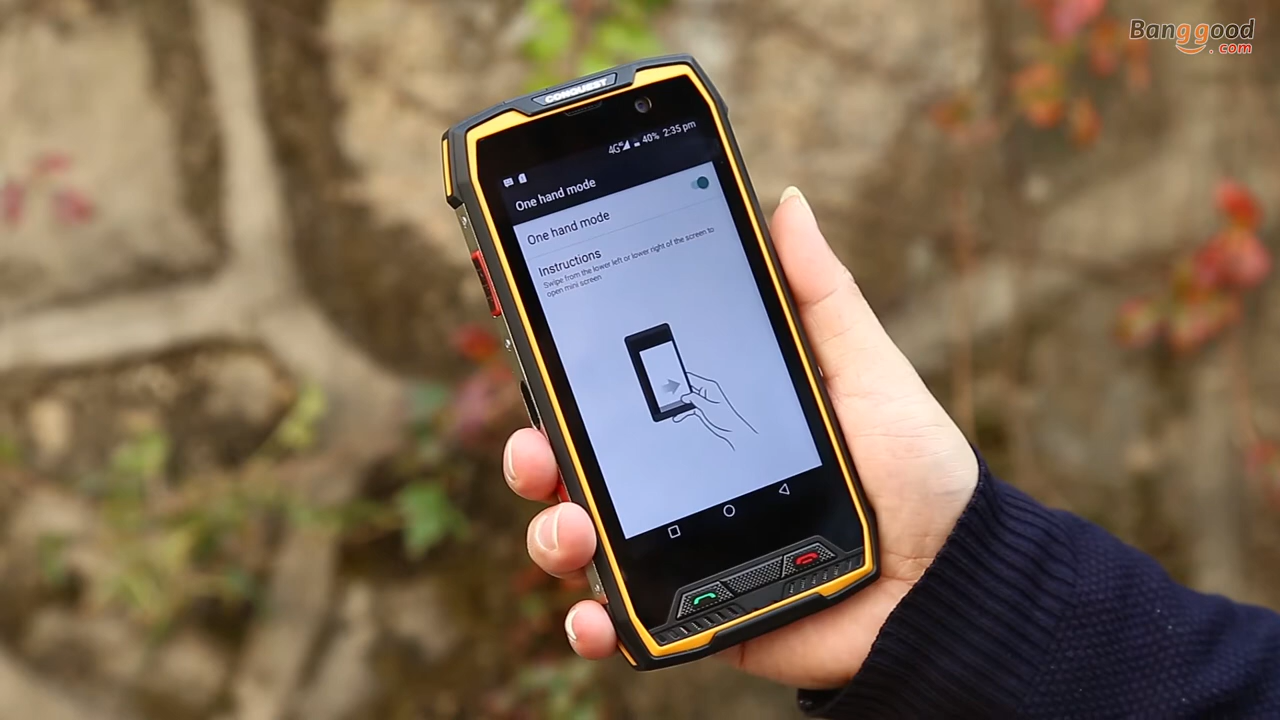 Banggood
.com
CONQUEST
4G 40% 2:35 pm
One hand mode
One hand mode
Instructions
Swipe from the lower left or lower right of the screen to
open mini screen